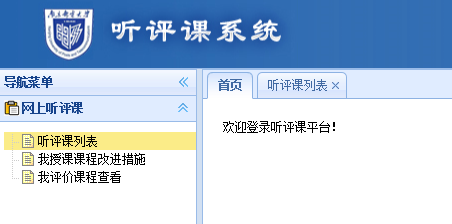 听评课系统
导航菜单
首页
听评课列表
网上听评课
欢迎登录听评课平台!
听评课列表
我授课课程改进措施
我评价课程查看